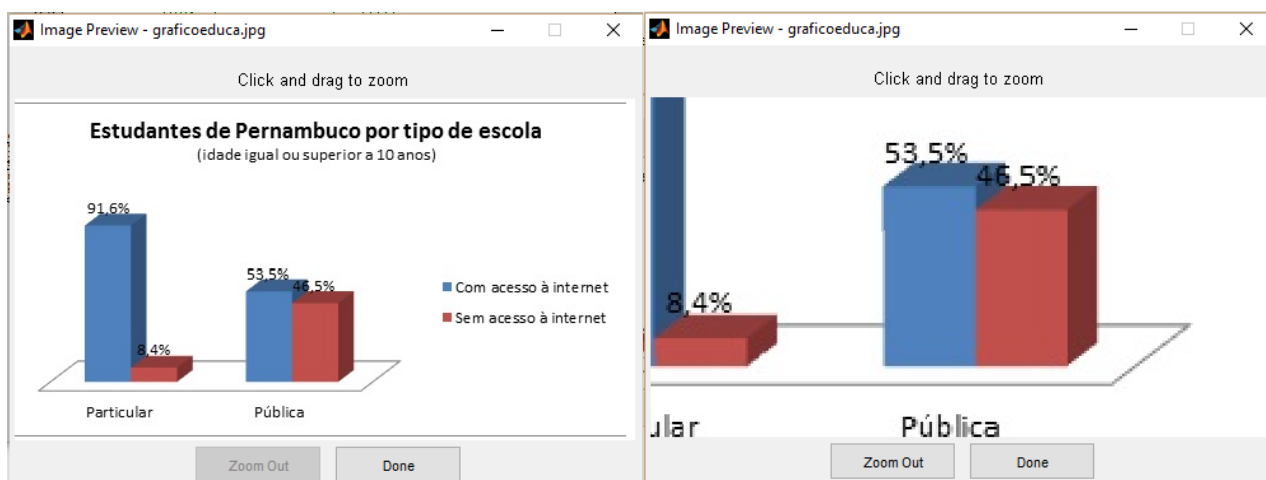 Image Preview - graficoeduca.jpg
Click and drag to zoom
Estudantes de Pernambuco por tipo de escola
(idade igual ou superior a 10 anos)
91,6%
8,4%
53,5%
46,5%
Com acesso à internet
Sem acesso à internet
Particular
Pública
Zoom Out
Done
Image Preview - graficoeduca.jpg
Click and drag to zoom
53,5%
46,5%
8,4%
ular
Pública
Zoom Out
Done